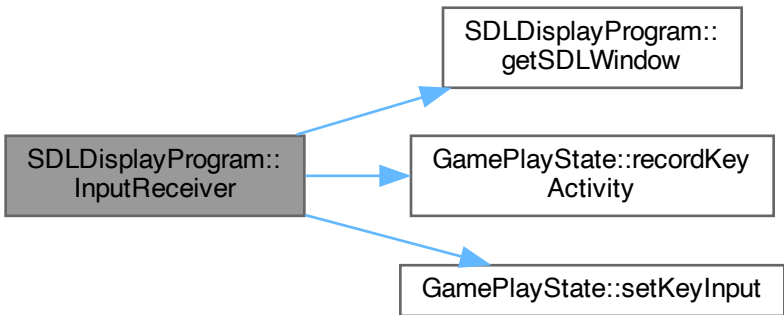 SDLDisplayProgram::
InputReceiver
SDLDisplayProgram::
getSDLWindow
GamePlayState::recordKey
Activity
GamePlayState::setKeyInput